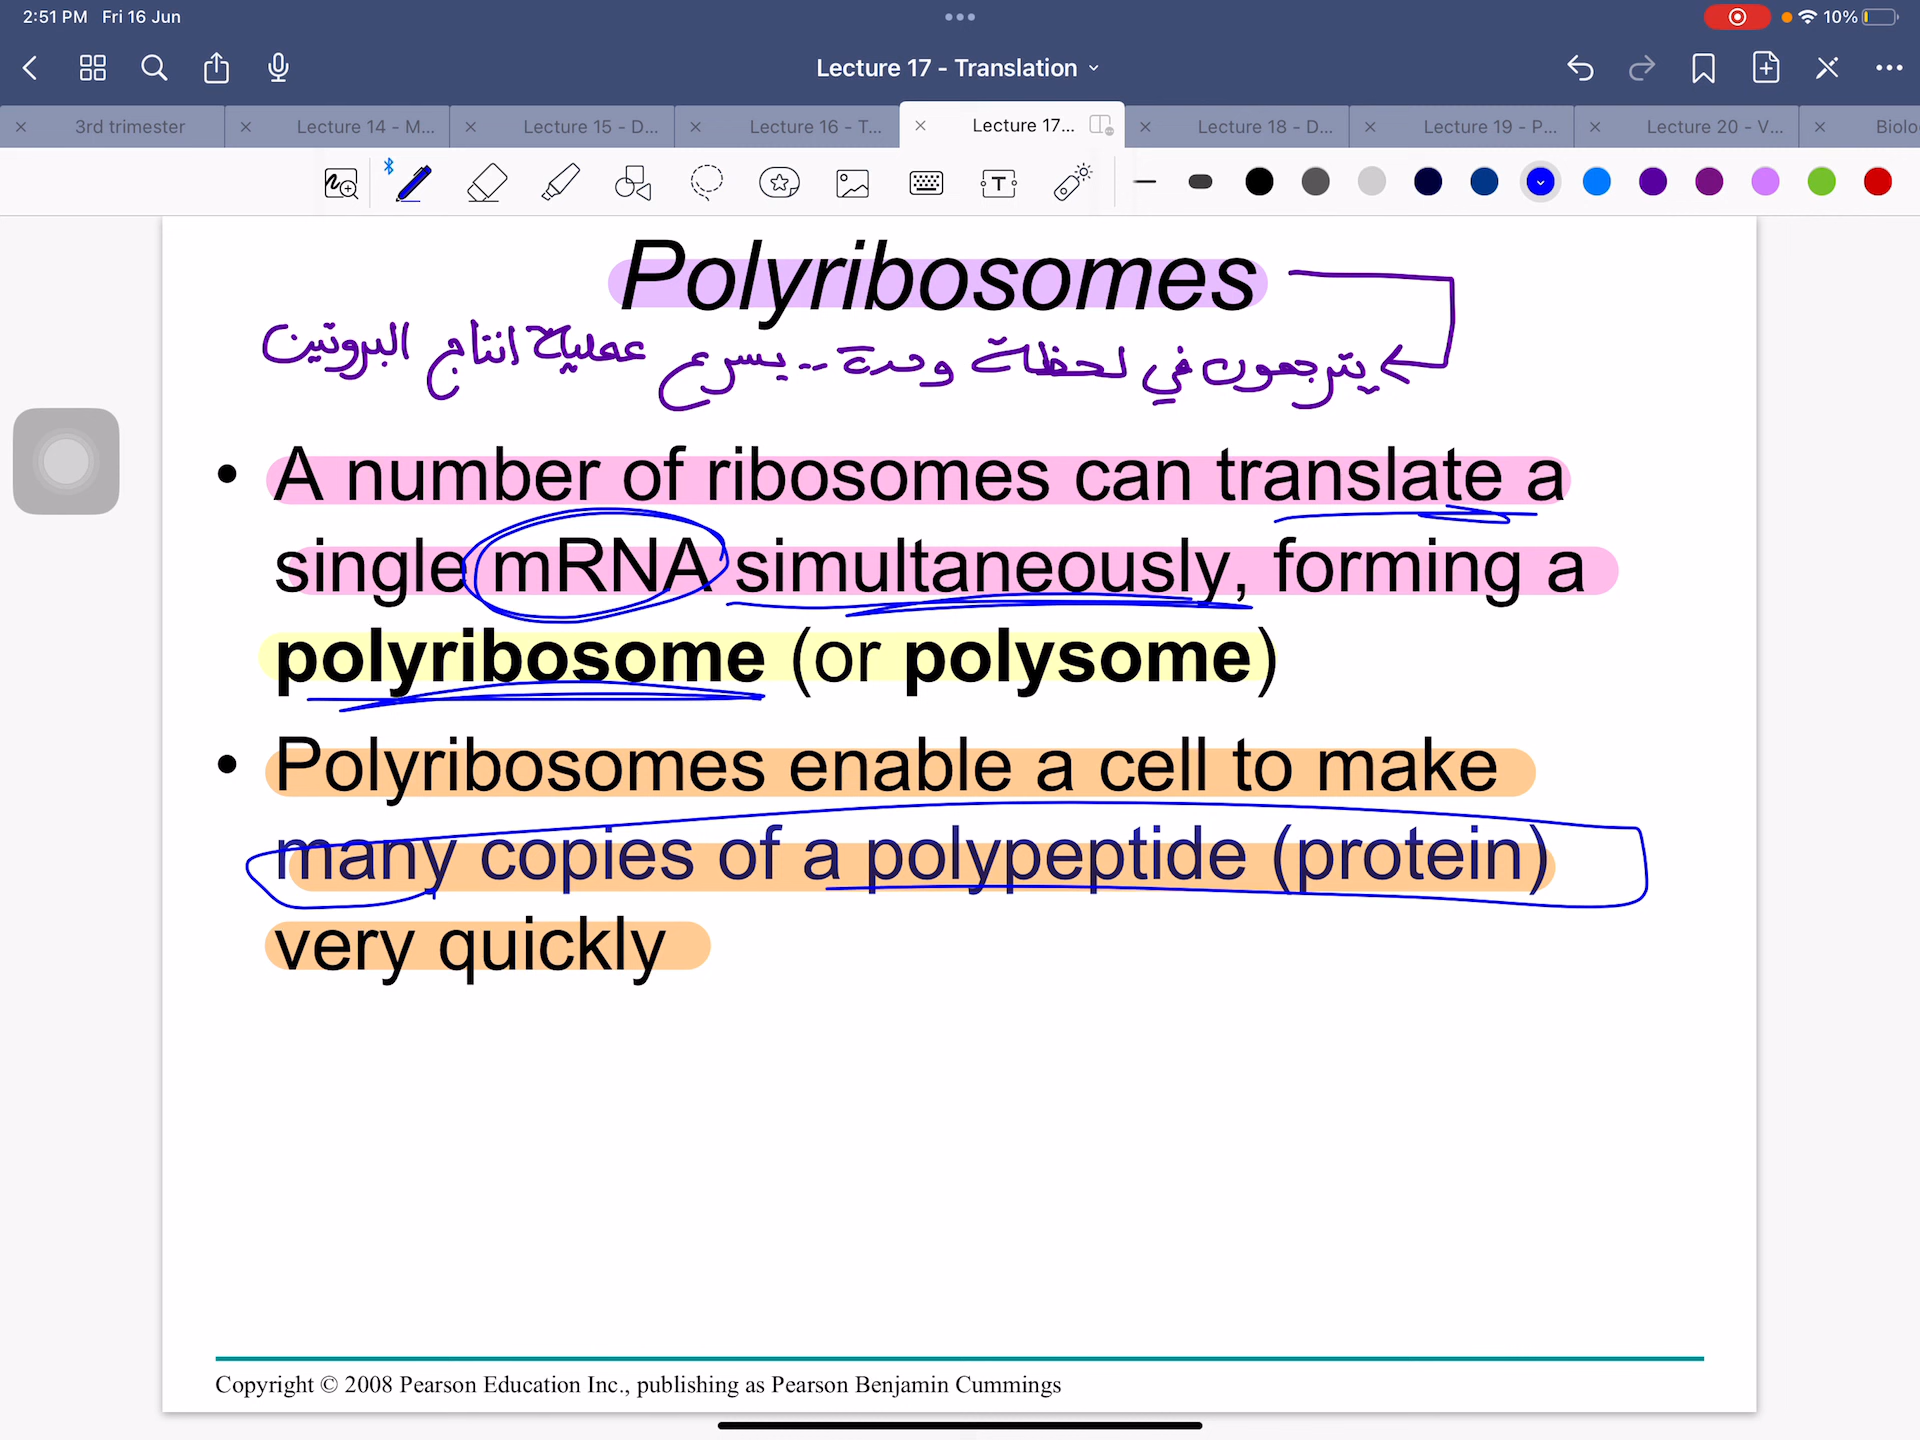 2:51 PM Fri 16 Jun
10%
Lecture 17 - Translation
3rd trimester
Lecture 14 - M...
Lecture 15 - D...
Lecture 16 - T...
Lecture 17...
Lecture 18 - D...
Lecture 19 - P...
Lecture 20 - V...
Biolo
T
Polyribosomes
يترجمون في لحظة وحدة .. يسرع عملية انتاج البروتين
• A number of ribosomes can translate a
single mRNA simultaneously, forming a
polyribosome (or polysome)
• Polyribosomes enable a cell to make
many copies of a polypeptide (protein)
very quickly
Copyright © 2008 Pearson Education Inc., publishing as Pearson Benjamin Cummings